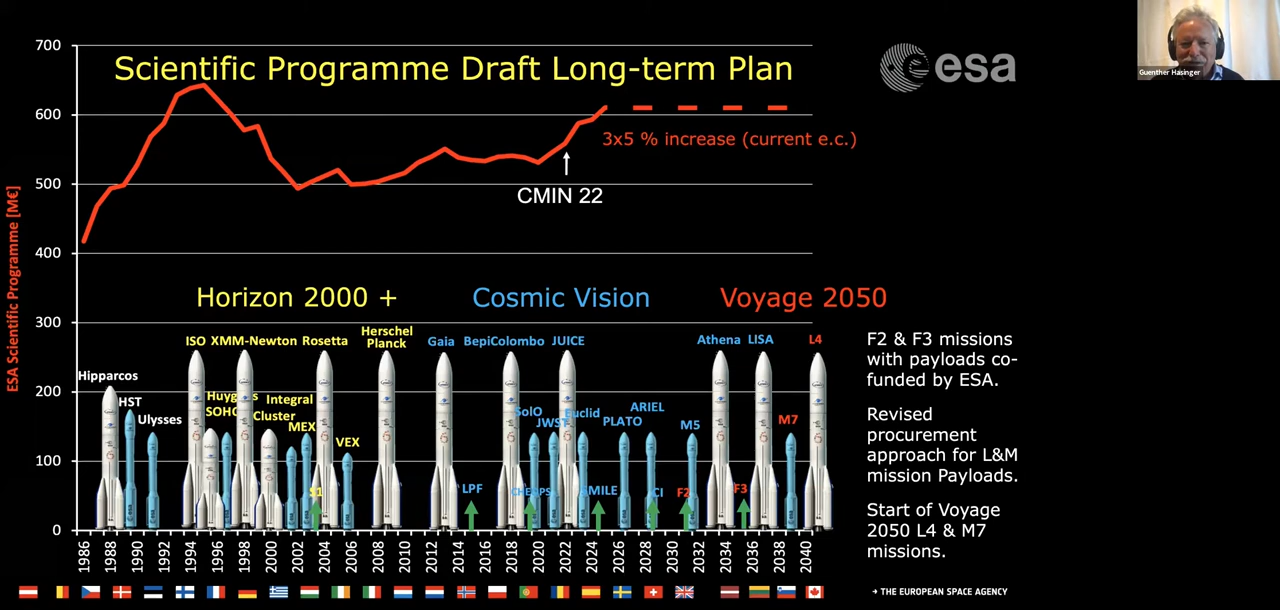 Scientific Programme Draft Long-term Plan
esa
Guenther Hasinger
700
600
500
400
300
200
100
0
ESA Scientific Programme [M€]
3x5 % increase (current e.c.)
CMIN 22
Horizon 2000 +
Cosmic Vision
Voyage 2050
Hipparcos
HST
Ulysses
ISO
XMM-Newton
Rosetta
Herschel
Planck
Gaia
BepiColombo
JUICE
Athena
LISA
L4
Huygens
SOHO
Integral
Cluster
MEX
VEX
SolO
JWST
Euclid
PLATO
ARIEL
M5
M7
LPF
SMILE
CI
F2
F3
F2 & F3 missions
with payloads co-
funded by ESA.
Revised
procurement
approach for L&M
mission Payloads.
Start of Voyage
2050 L4 & M7
missions.
1986 1988 1990 1992 1994 1996 1998 2000 2002 2004 2006 2008 2010 2012 2014 2016 2018 2020 2022 2024 2026 2028 2030 2032 2034 2036 2038 2040
→ THE EUROPEAN SPACE AGENCY